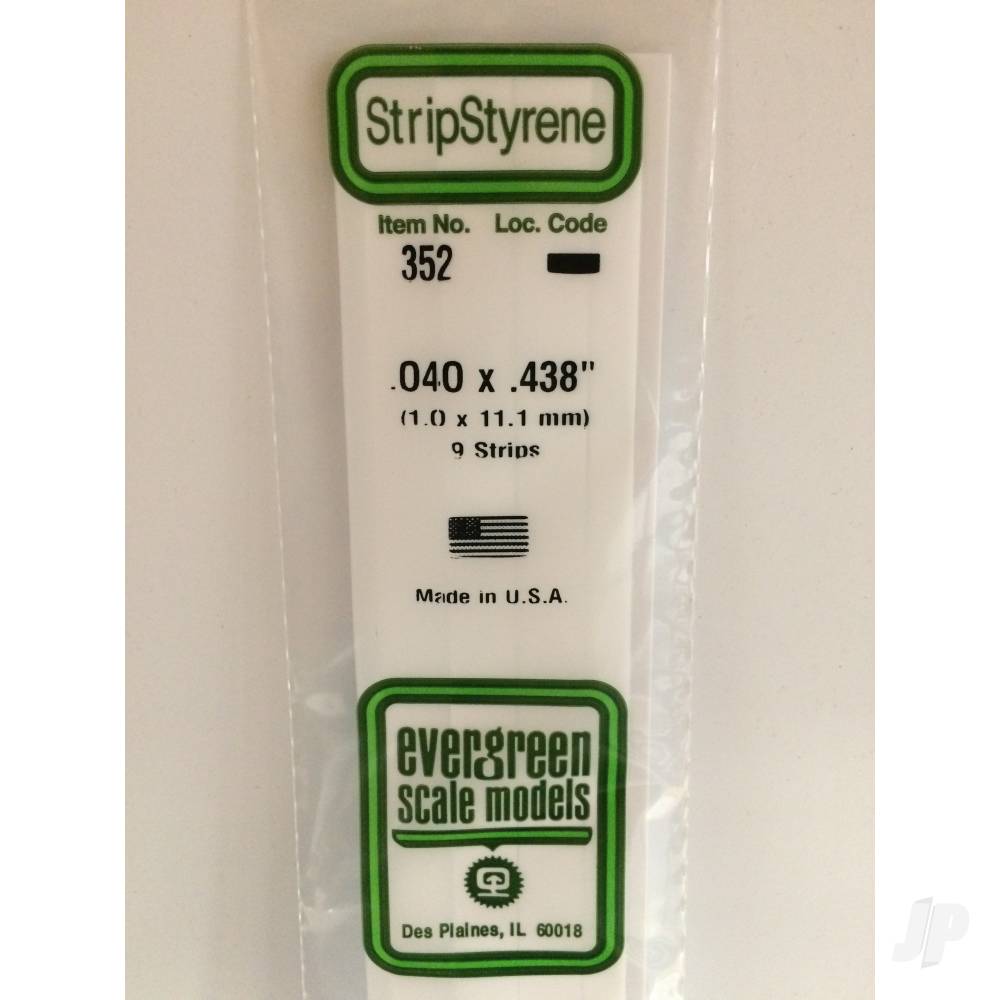 StripStyrene
Item No. Loc. Code
352
.040 x .438"
(1.0 x 11.1 mm)
9 Strips
Made in U.S.A.
evergreen
scale models
Des Plaines, IL 60018
JP